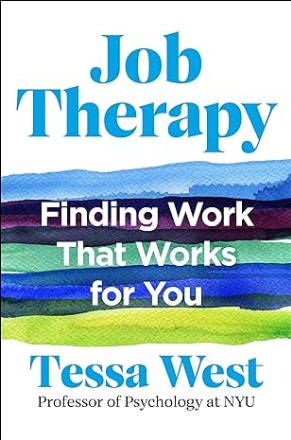 Job
Therapy
Finding Work
That Works
for You
Tessa West
Professor of Psychology at NYU